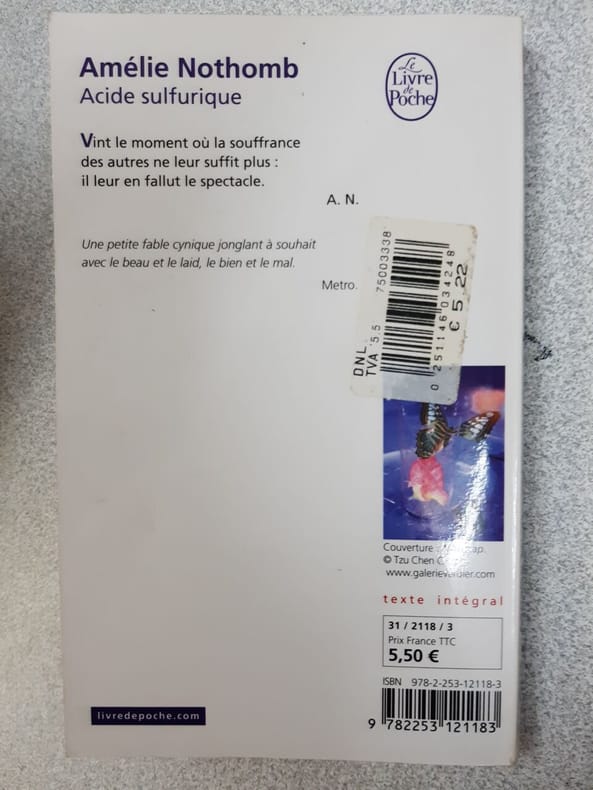 Amélie Nothomb
Acide sulfurique
Le
Livre
de
Poche
Vint le moment où la souffrance
des autres ne leur suffit plus :
il leur en fallut le spectacle.
A. N.
Une petite fable cynique jonglant à souhait
avec le beau et le laid, le bien et le mal.
Metro.
DNL
TVA 5 5
75003338
0 251146 034248
€ 5,22
Couverture :
© Tzu Chen
www.galerieverdier.com
texte intégral
31 / 2118 / 3
Prix France TTC
5,50 €
ISBN 978-2-253-12118-3
9 782253 121183
livredepoche.com